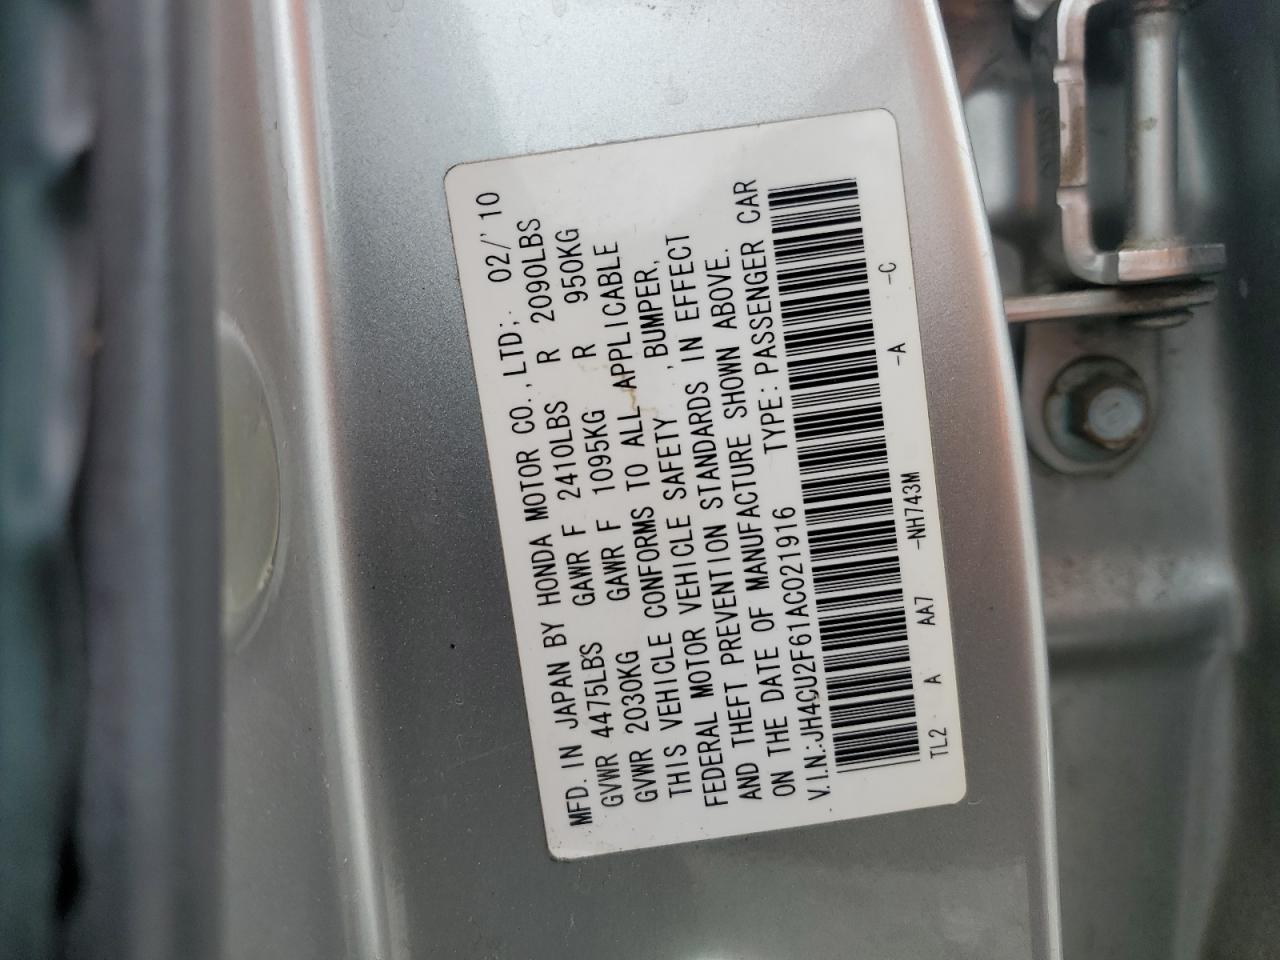 MFD. IN JAPAN BY HONDA MOTOR CO., LTD. 02/'10
GVWR 4475LBS GAWR F 2410LBS R 2090LBS
GVWR 2030KG GAWR F 1095KG R 950KG
THIS VEHICLE CONFORMS TO ALL APPLICABLE
FEDERAL MOTOR VEHICLE SAFETY , BUMPER,
AND THEFT PREVENTION STANDARDS IN EFFECT
ON THE DATE OF MANUFACTURE SHOWN ABOVE.
V.I.N.:JH4CU2F61AC021916 TYPE:PASSENGER CAR
TL2 A AA7 -NH743M -A -C